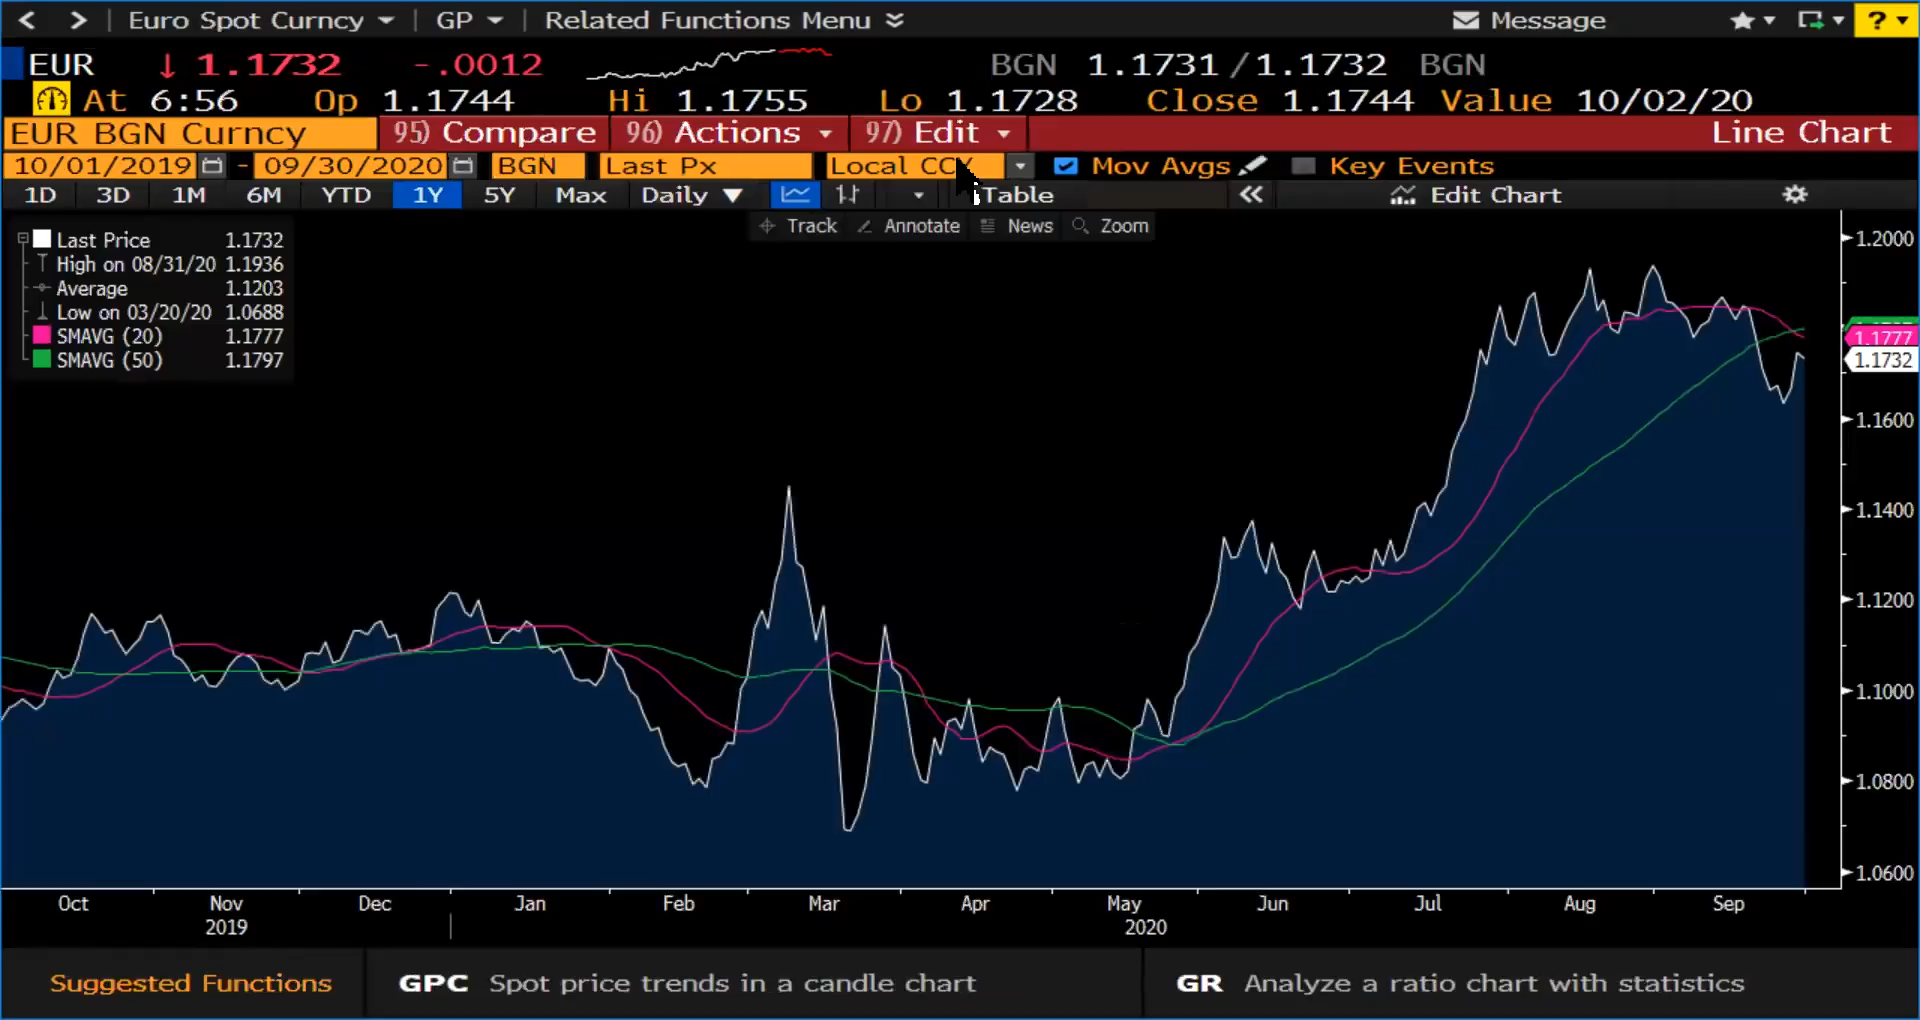 Euro Spot Curncy GP Related Functions Menu Message ?
EUR ↓ 1.1732 -.0012 BGN 1.1731/1.1732 BGN
At 6:56 Op 1.1744 Hi 1.1755 Lo 1.1728 Close 1.1744 Value 10/02/20
EUR BGN Curncy 95) Compare 96) Actions 97) Edit Line Chart
10/01/2019 - 09/30/2020 BGN Last Px Local CCY Mov Avgs Key Events
1D 3D 1M 6M YTD 1Y 5Y Max Daily Table Edit Chart
Track Annotate News Zoom
Last Price 1.1732
High on 08/31/20 1.1936
Average 1.1203
Low on 03/20/20 1.0688
SMAVG (20) 1.1777
SMAVG (50) 1.1797
1.2000
1.1777
1.1732
1.1600
1.1400
1.1200
1.1000
1.0800
1.0600
Oct Nov Dec Jan Feb Mar Apr May Jun Jul Aug Sep
2019 2020
Suggested Functions GPC Spot price trends in a candle chart GR Analyze a ratio chart with statistics